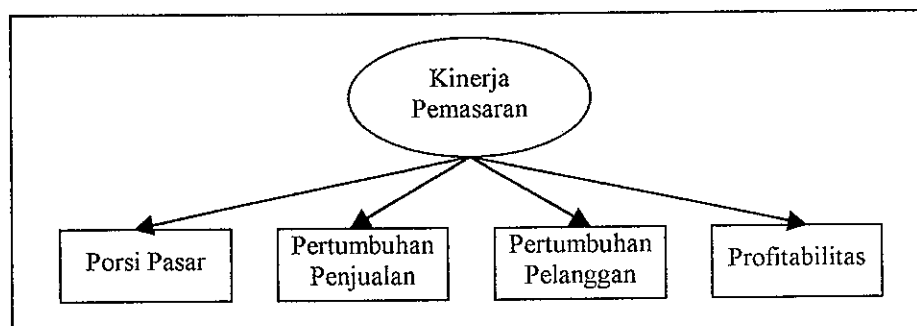 Kinerja
Pemasaran
Porsi Pasar
Pertumbuhan
Penjualan
Pertumbuhan
Pelanggan
Profitabilitas